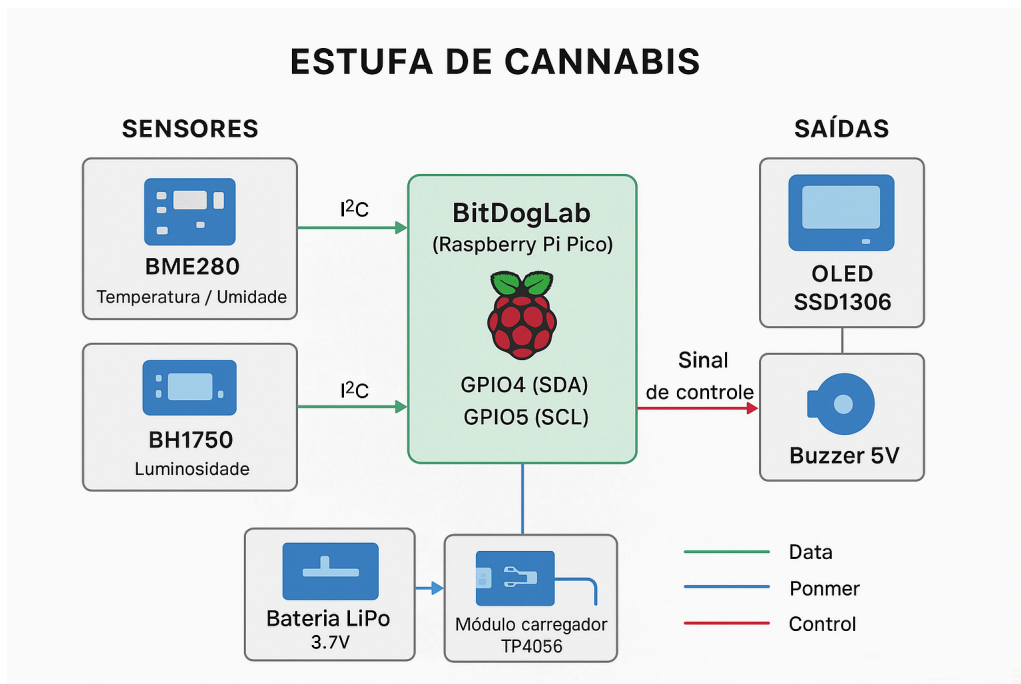 ESTUFA DE CANNABIS
SENSORES
BME280
Temperatura / Umidade
I²C
BH1750
Luminosidade
I²C
BitDogLab
(Raspberry Pi Pico)
GPIO4 (SDA)
GPIO5 (SCL)
SAÍDAS
OLED
SSD1306
Sinal
de controle
Buzzer 5V
Bateria LiPo
3.7V
Módulo carregador
TP4056
Data
Ponmer
Control